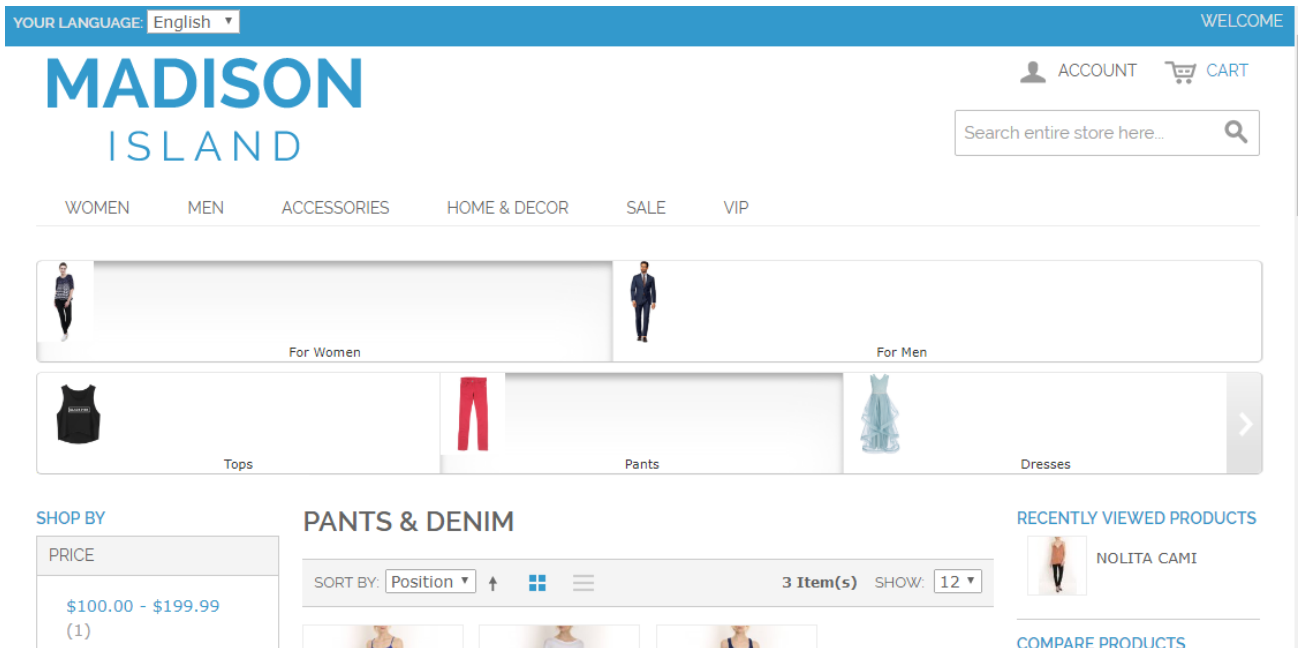 YOUR LANGUAGE: English
WELCOME
MADISON
ISLAND
ACCOUNT
CART
Search entire store here...
WOMEN MEN ACCESSORIES HOME & DECOR SALE VIP
For Women
For Men
Tops
Pants
Dresses
SHOP BY
PRICE
$100.00 - $199.99
(1)
PANTS & DENIM
SORT BY: Position
3 Item(s) SHOW: 12
RECENTLY VIEWED PRODUCTS
NOLITA CAMI
COMPARE PRODUCTS